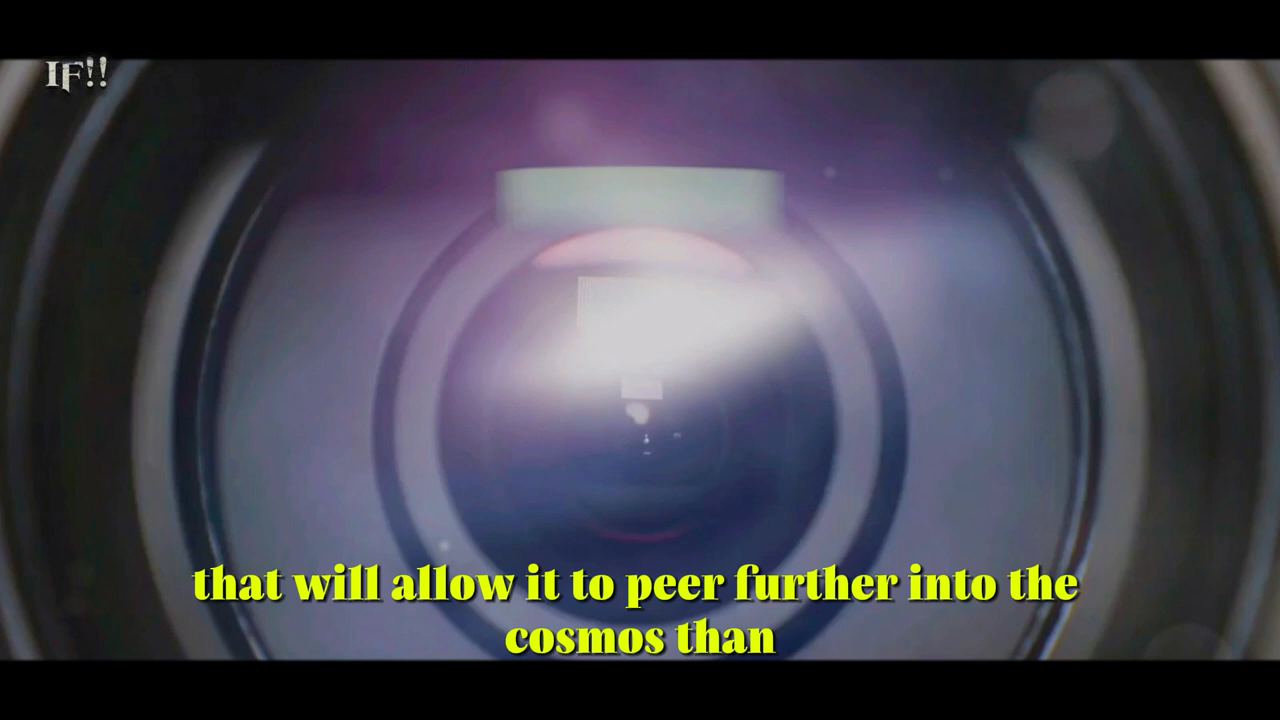 IF!!
that will allow it to peer further into the
cosmos than